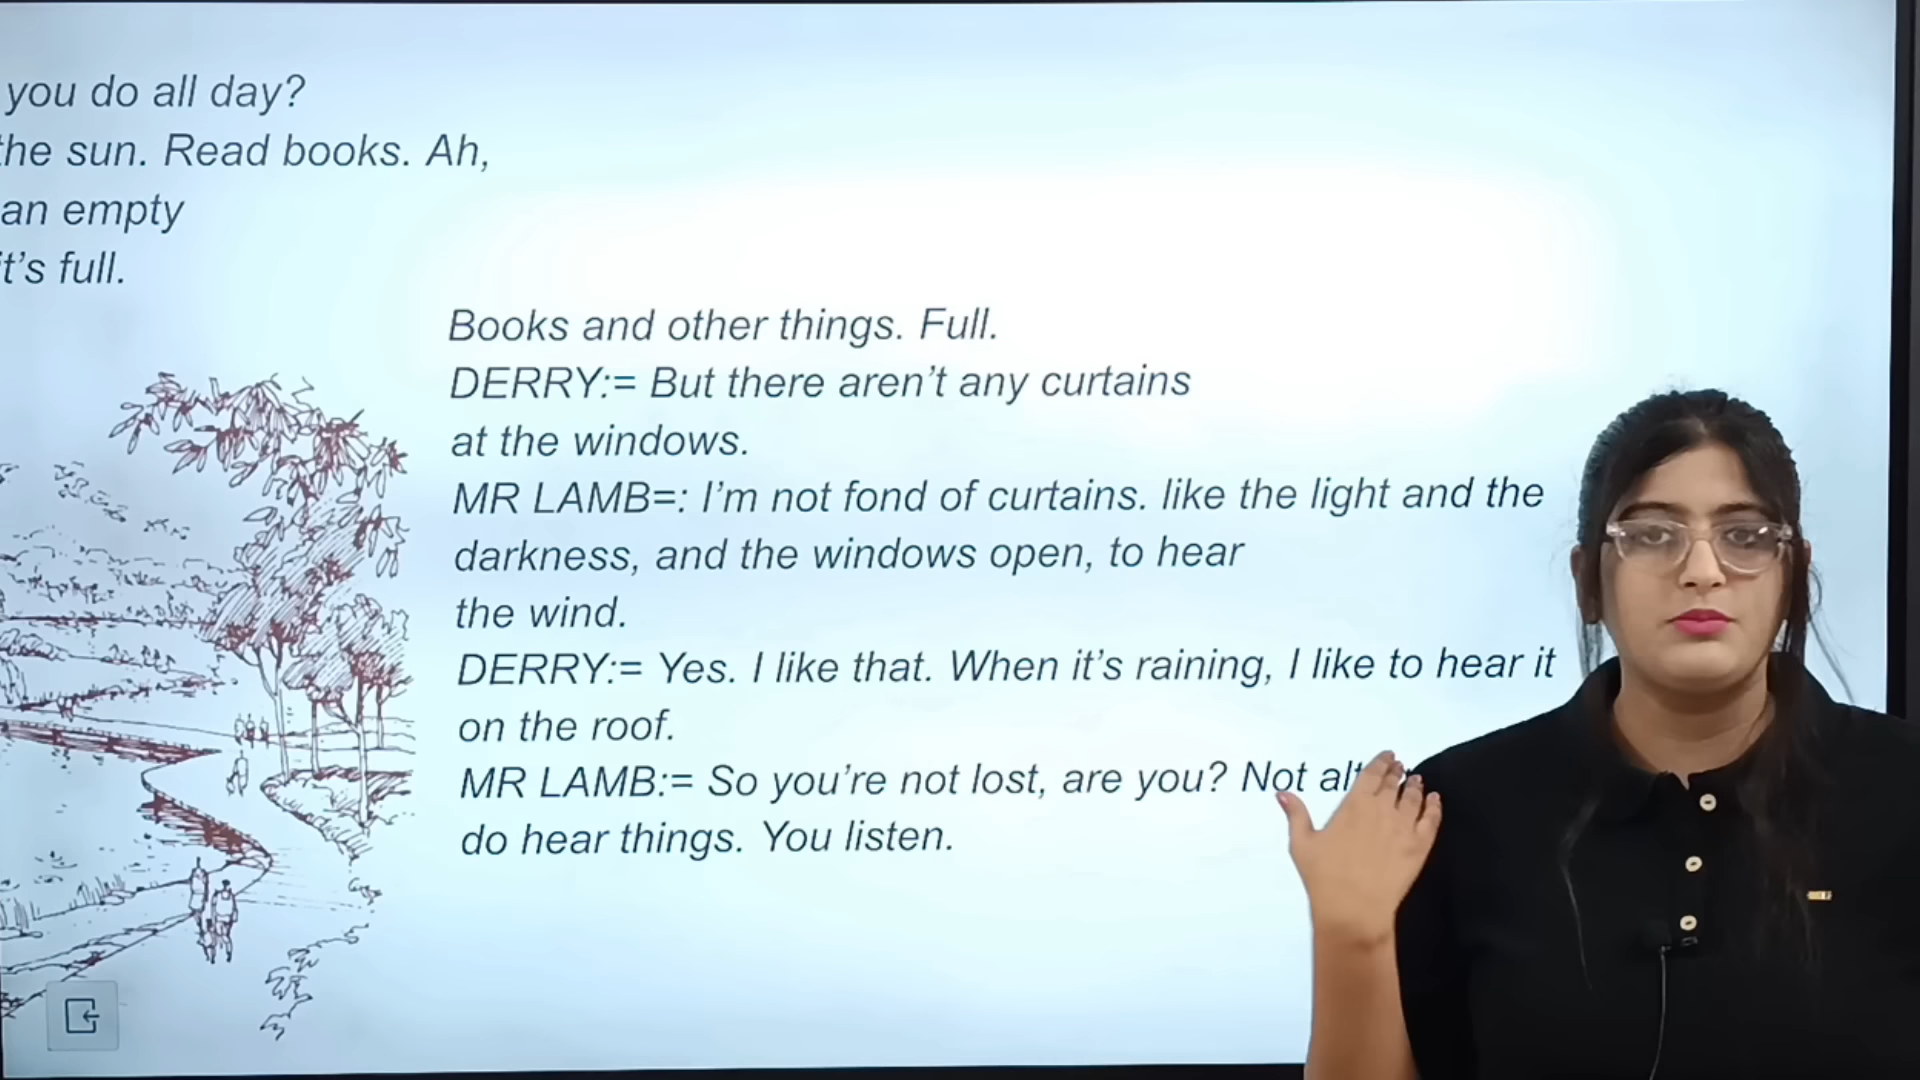 you do all day?
the sun. Read books. Ah,
an empty
it's full.
Books and other things. Full.
DERRY:= But there aren't any curtains
at the windows.
MR LAMB=: I'm not fond of curtains. like the light and the
darkness, and the windows open, to hear
the wind.
DERRY:= Yes. I like that. When it's raining, I like to hear it
on the roof.
MR LAMB:= So you're not lost, are you? Not
do hear things. You listen.